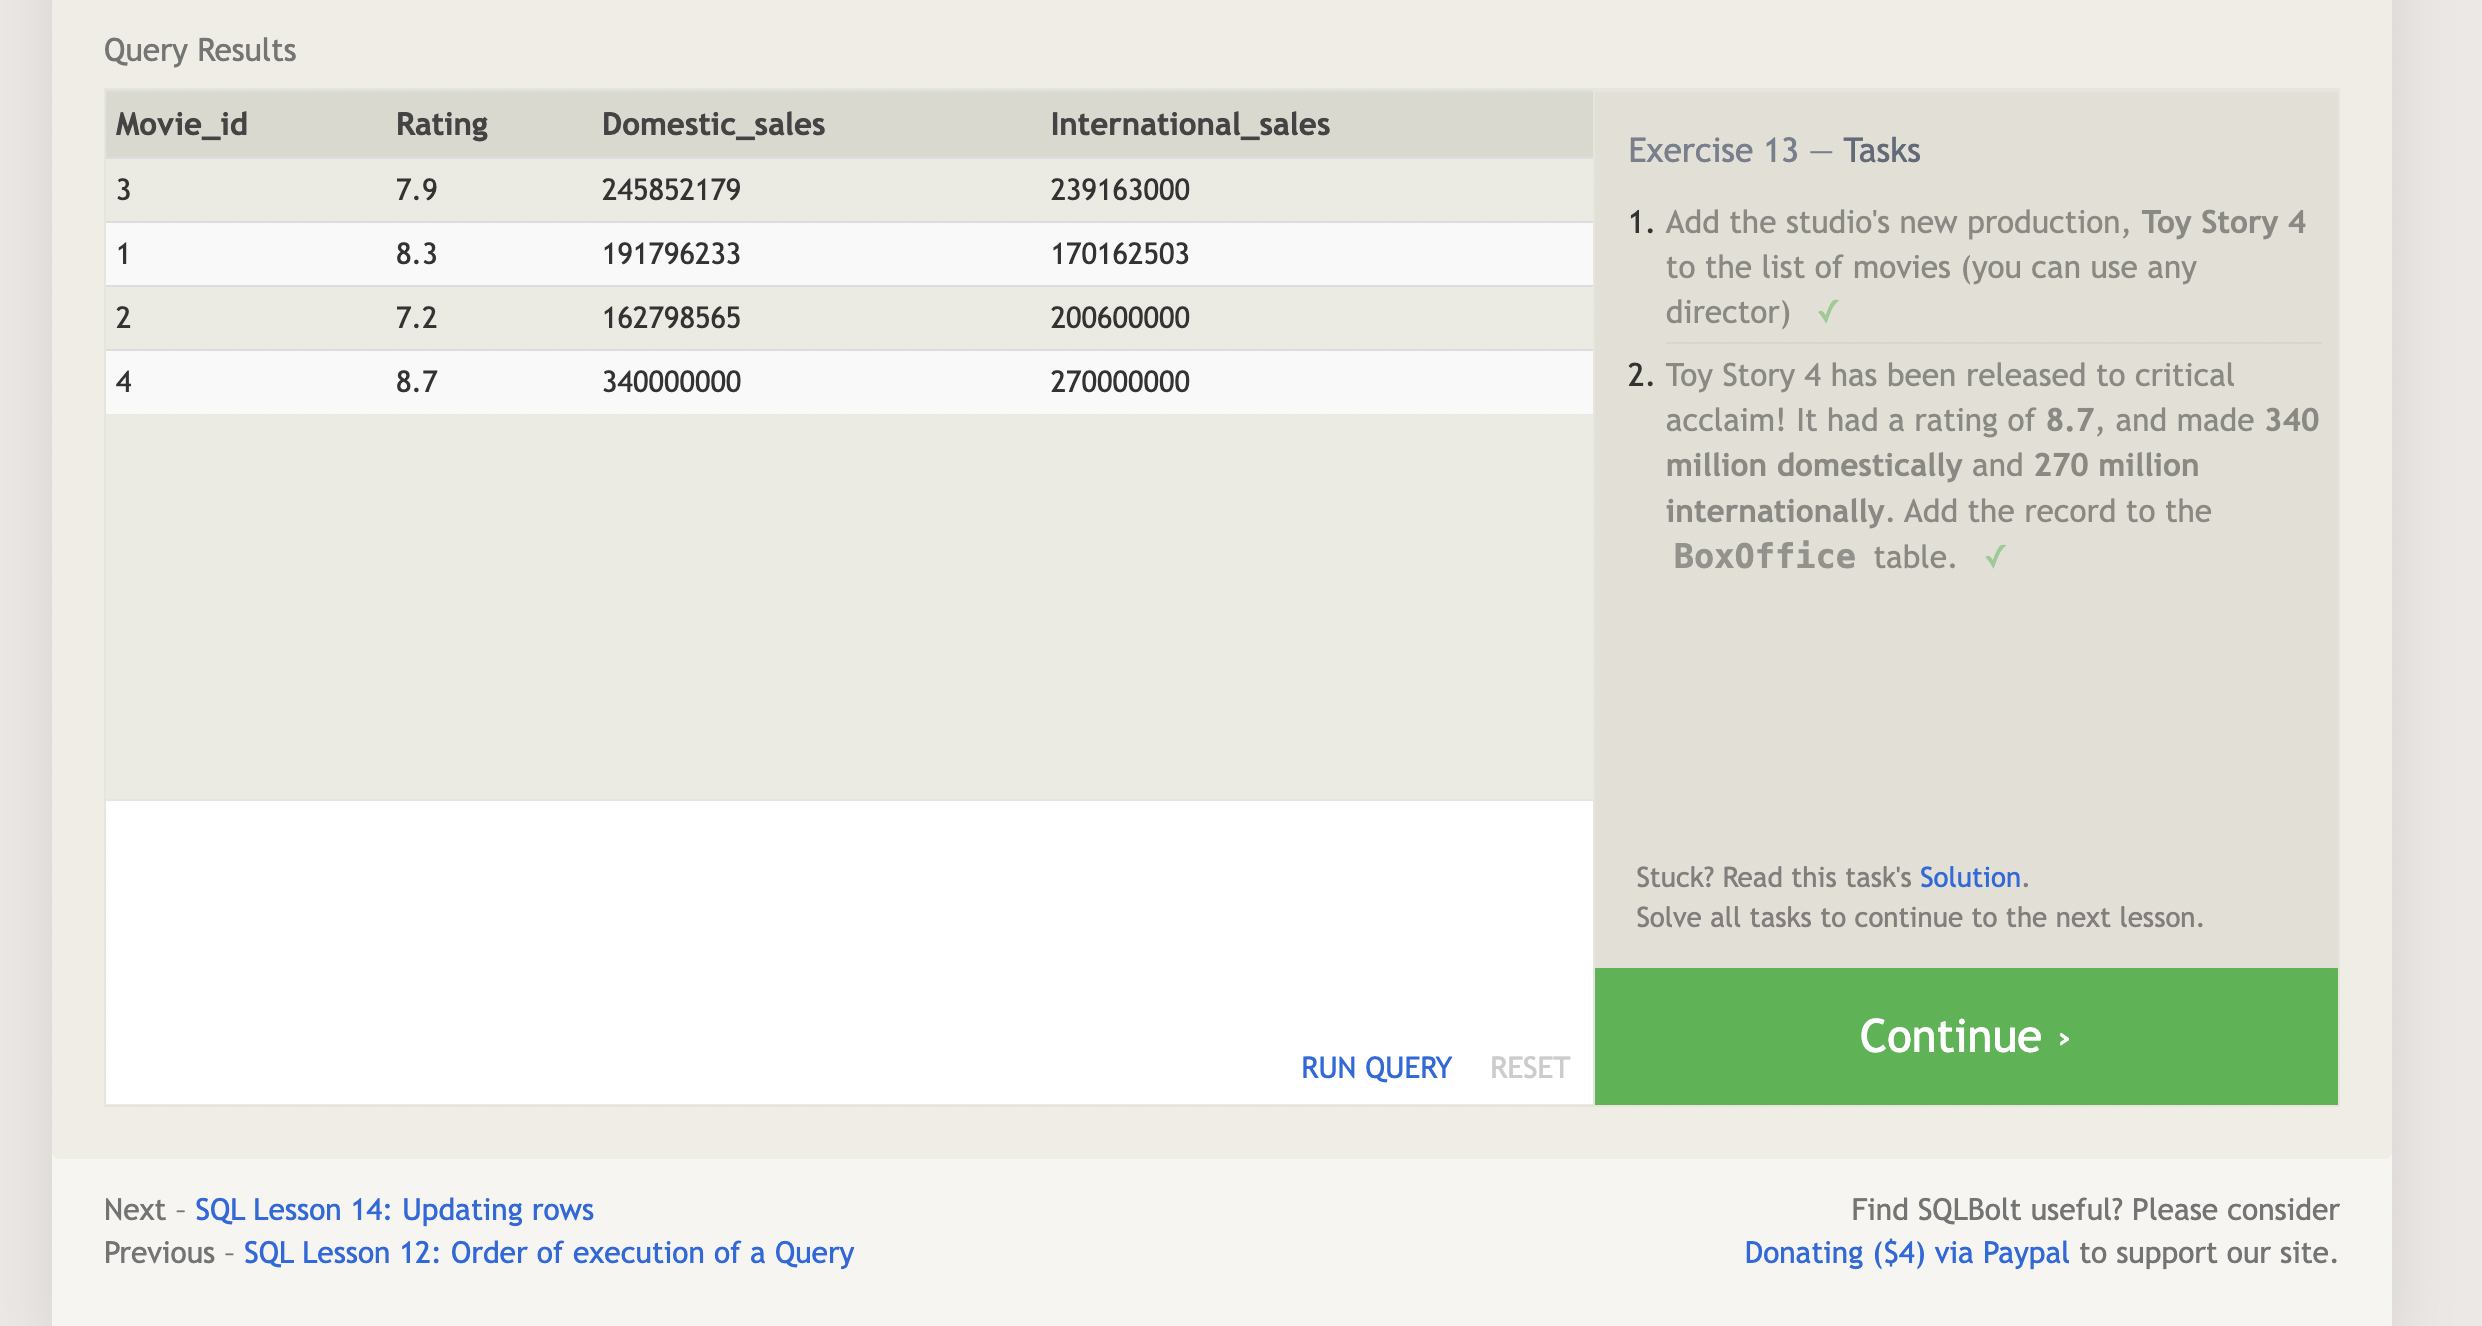 Query Results
Movie_id Rating Domestic_sales International_sales
3 7.9 245852179 239163000
1 8.3 191796233 170162503
2 7.2 162798565 200600000
4 8.7 340000000 270000000
RUN QUERY RESET
Exercise 13 — Tasks
1. Add the studio's new production, Toy Story 4
to the list of movies (you can use any
director) ✓
2. Toy Story 4 has been released to critical
acclaim! It had a rating of 8.7, and made 340
million domestically and 270 million
internationally. Add the record to the
BoxOffice table. ✓
Stuck? Read this task's Solution.
Solve all tasks to continue to the next lesson.
Continue ›
Next – SQL Lesson 14: Updating rows
Previous – SQL Lesson 12: Order of execution of a Query
Find SQLBolt useful? Please consider
Donating ($4) via Paypal to support our site.